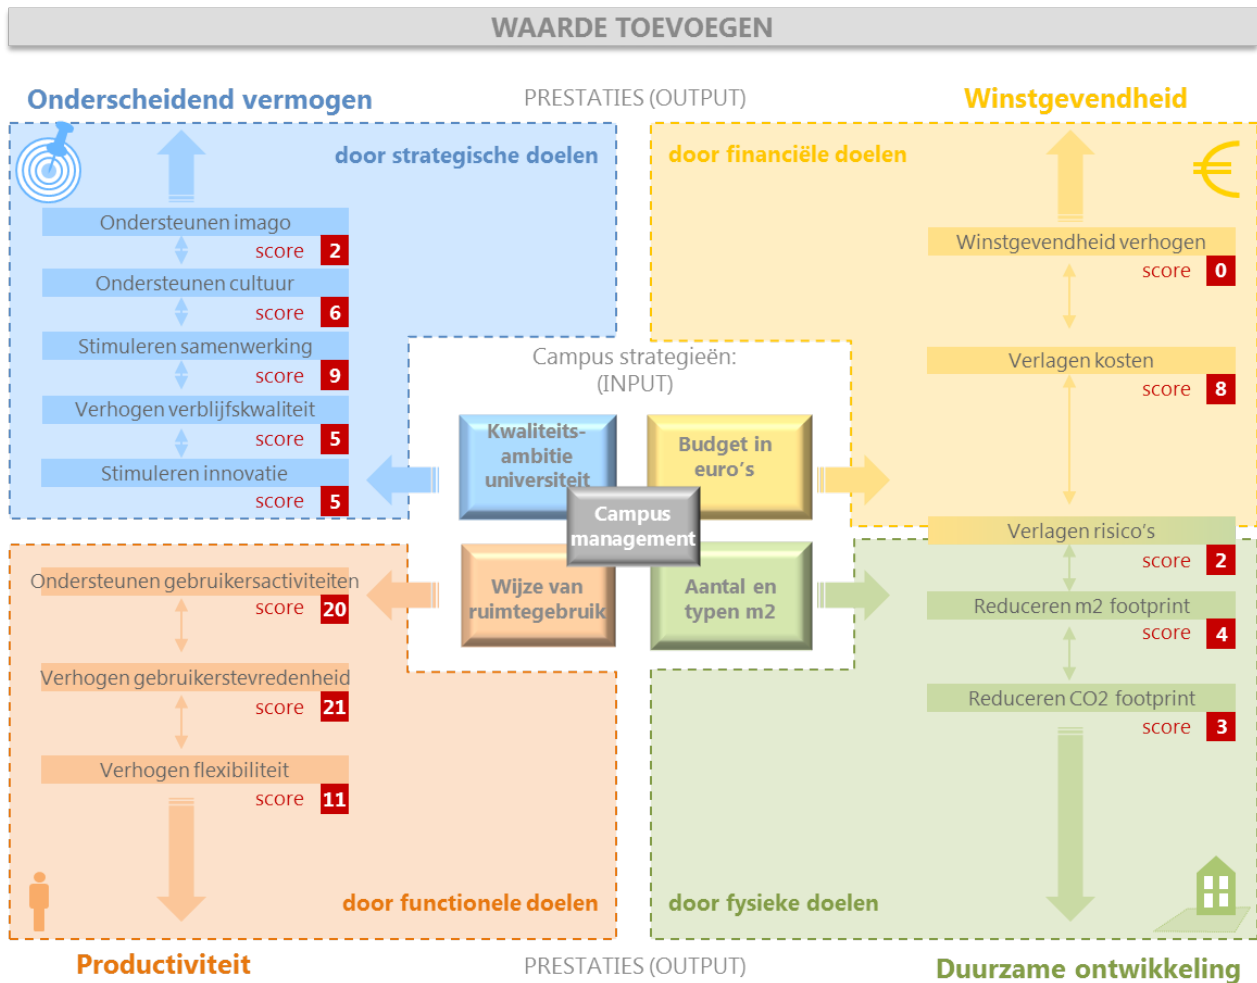 WAARDE TOEVOEGEN
Onderscheidend vermogen
PRESTATIES (OUTPUT)
Winstgevendheid
door strategische doelen
door financiële doelen
Ondersteunen imago
score 2
Ondersteunen cultuur
score 6
Stimuleren samenwerking
score 9
Verhogen verblijfskwaliteit
score 5
Stimuleren innovatie
score 5
Winstgevendheid verhogen
score 0
Verlagen kosten
score 8
Campus strategieën:
(INPUT)
Kwaliteits-
ambitie
universiteit
Budget in
euro's
Campus
management
Wijze van
ruimtegebruik
Aantal en
typen m2
Verlagen risico's
score 2
Reduceren m2 footprint
score 4
Reduceren CO2 footprint
score 3
Ondersteunen gebruikersactiviteiten
score 20
Verhogen gebruikerstevredenheid
score 21
Verhogen flexibiliteit
score 11
door functionele doelen
door fysieke doelen
Productiviteit
PRESTATIES (OUTPUT)
Duurzame ontwikkeling